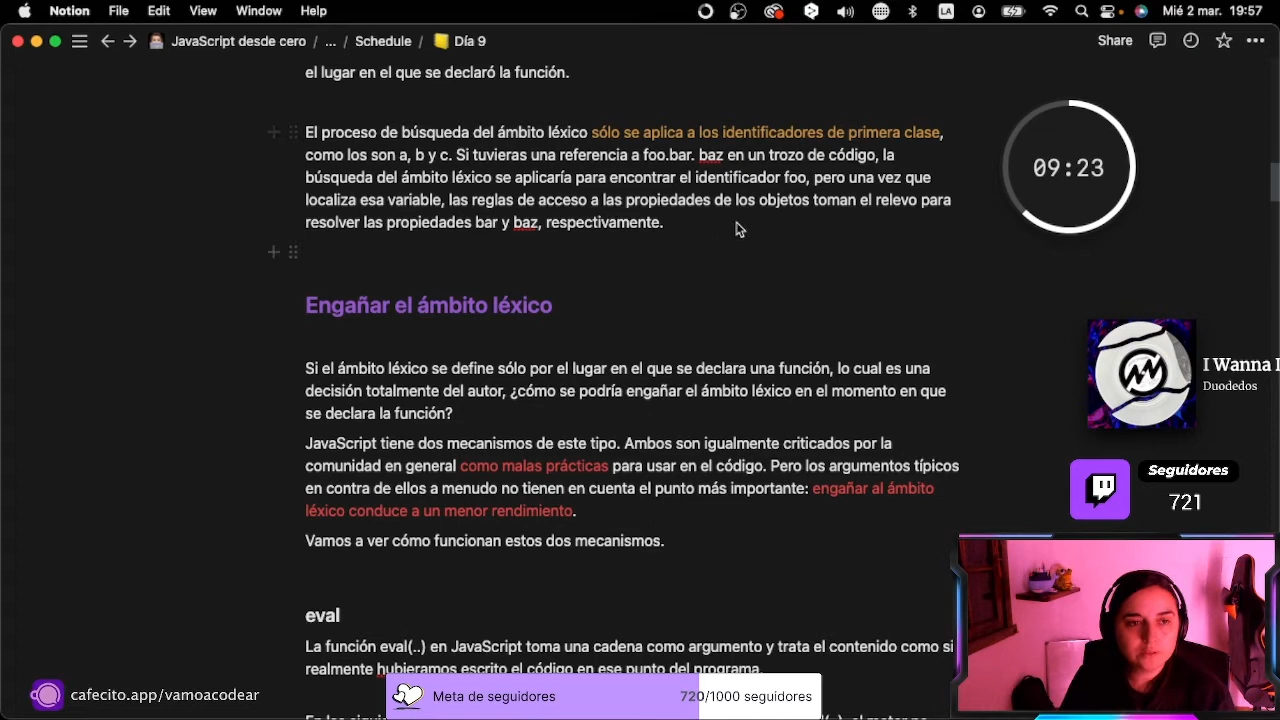 Notion File Edit View Window Help
LA
Mié 2 mar. 19:57
JavaScript desde cero / ... / Schedule / Día 9
Share
el lugar en el que se declaró la función.
El proceso de búsqueda del ámbito léxico sólo se aplica a los identificadores de primera clase,
como los son a, b y c. Si tuvieras una referencia a foo.bar. baz en un trozo de código, la
búsqueda del ámbito léxico se aplicaría para encontrar el identificador foo, pero una vez que
localiza esa variable, las reglas de acceso a las propiedades de los objetos toman el relevo para
resolver las propiedades bar y baz, respectivamente.
09:23
Engañar el ámbito léxico
Si el ámbito léxico se define sólo por el lugar en el que se declara una función, lo cual es una
decisión totalmente del autor, ¿cómo se podría engañar el ámbito léxico en el momento en que
se declara la función?
JavaScript tiene dos mecanismos de este tipo. Ambos son igualmente criticados por la
comunidad en general como malas prácticas para usar en el código. Pero los argumentos típicos
en contra de ellos a menudo no tienen en cuenta el punto más importante: engañar al ámbito
léxico conduce a un menor rendimiento.
Vamos a ver cómo funcionan estos dos mecanismos.
I Wanna
Duodedos
Seguidores
721
eval
La función eval(..) en JavaScript toma una cadena como argumento y trata el contenido como si
realmente hubieramos escrito el código en ese punto del programa.
cafecito.app/vamoacodear
Meta de seguidores
720/1000 seguidores